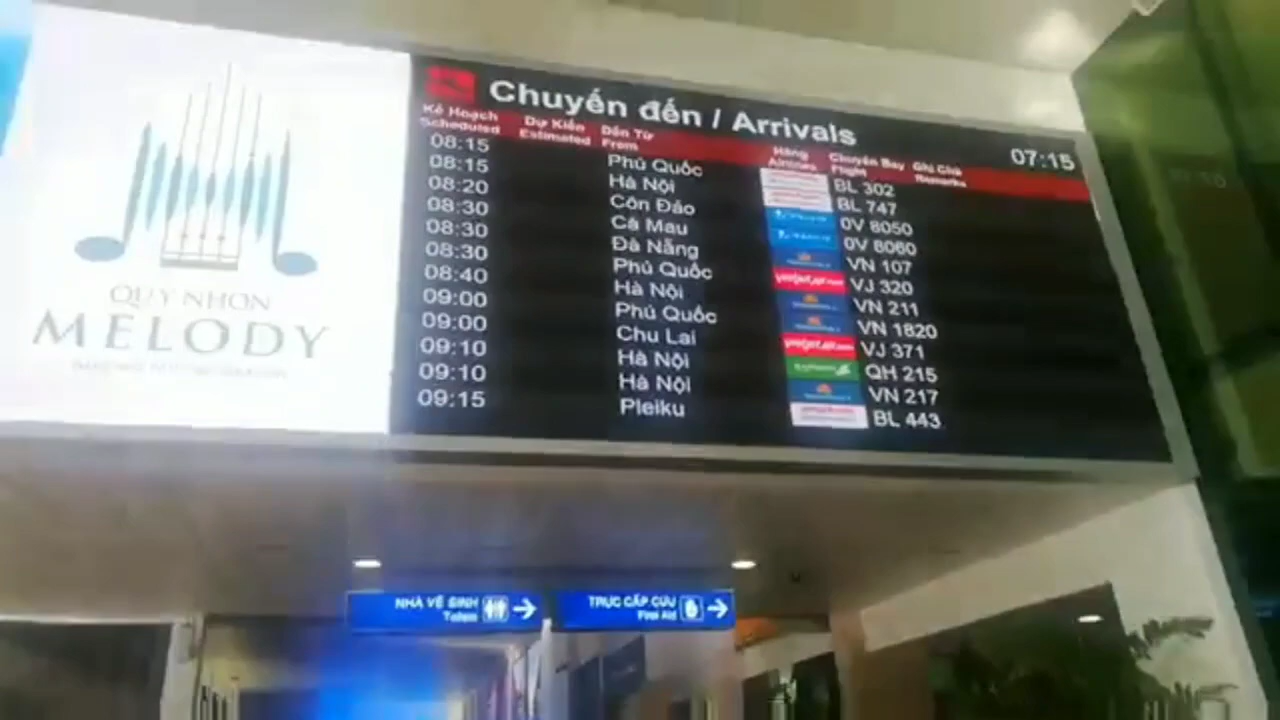 QUY NHON
MELODY
Chuyến đến / Arrivals 07:15
Kế Hoạch Dự Kiến Đến Từ Hãng Chuyến Bay Ghi Chú
Scheduled Estimated From Airlines Flight Remarks
08:15 Phú Quốc BL 302
08:15 Hà Nội BL 747
08:20 Côn Đảo 0V 8050
08:30 Cà Mau 0V 8060
08:30 Đà Nẵng VN 107
08:30 Phú Quốc vietjetair.com VJ 320
08:40 Hà Nội VN 211
09:00 Phú Quốc VN 1820
09:00 Chu Lai vietjetair.com VJ 371
09:10 Hà Nội QH 215
09:10 Hà Nội VN 217
09:15 Pleiku BL 443
NHÀ VỆ SINH
Toilets
TRỰC CẤP CỨU
First Aid